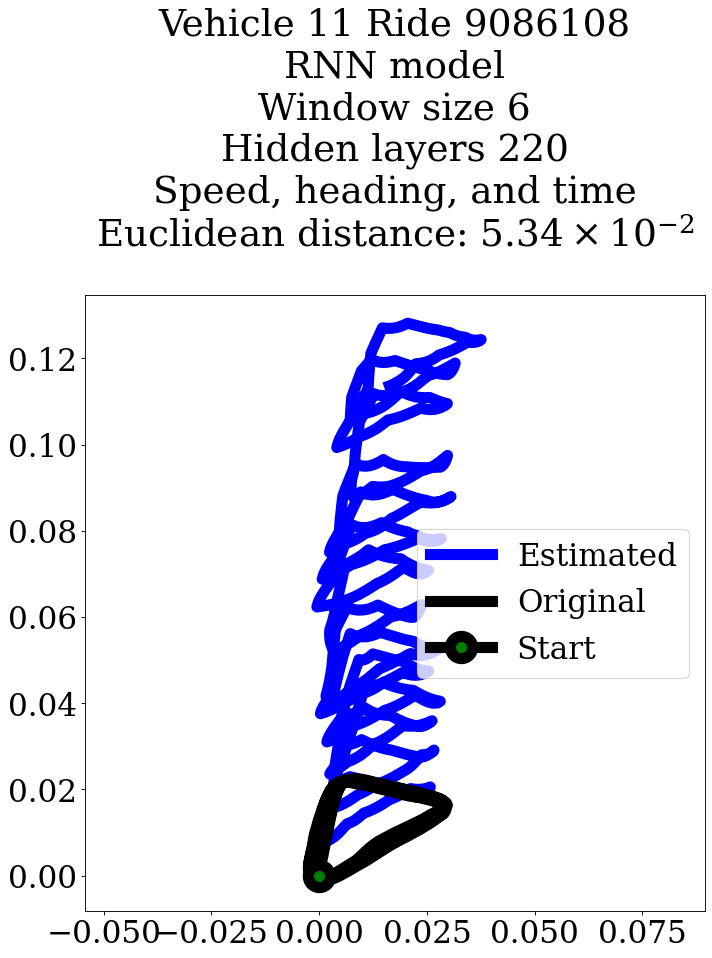 Vehicle 11 Ride 9086108
RNN model
Window size 6
Hidden layers 220
Speed, heading, and time
Euclidean distance: 5.34 × 10⁻²
0.12
0.10
0.08
0.06
0.04
0.02
0.00
Estimated
Original
Start
−0.050 −0.025 0.000 0.025 0.050 0.075